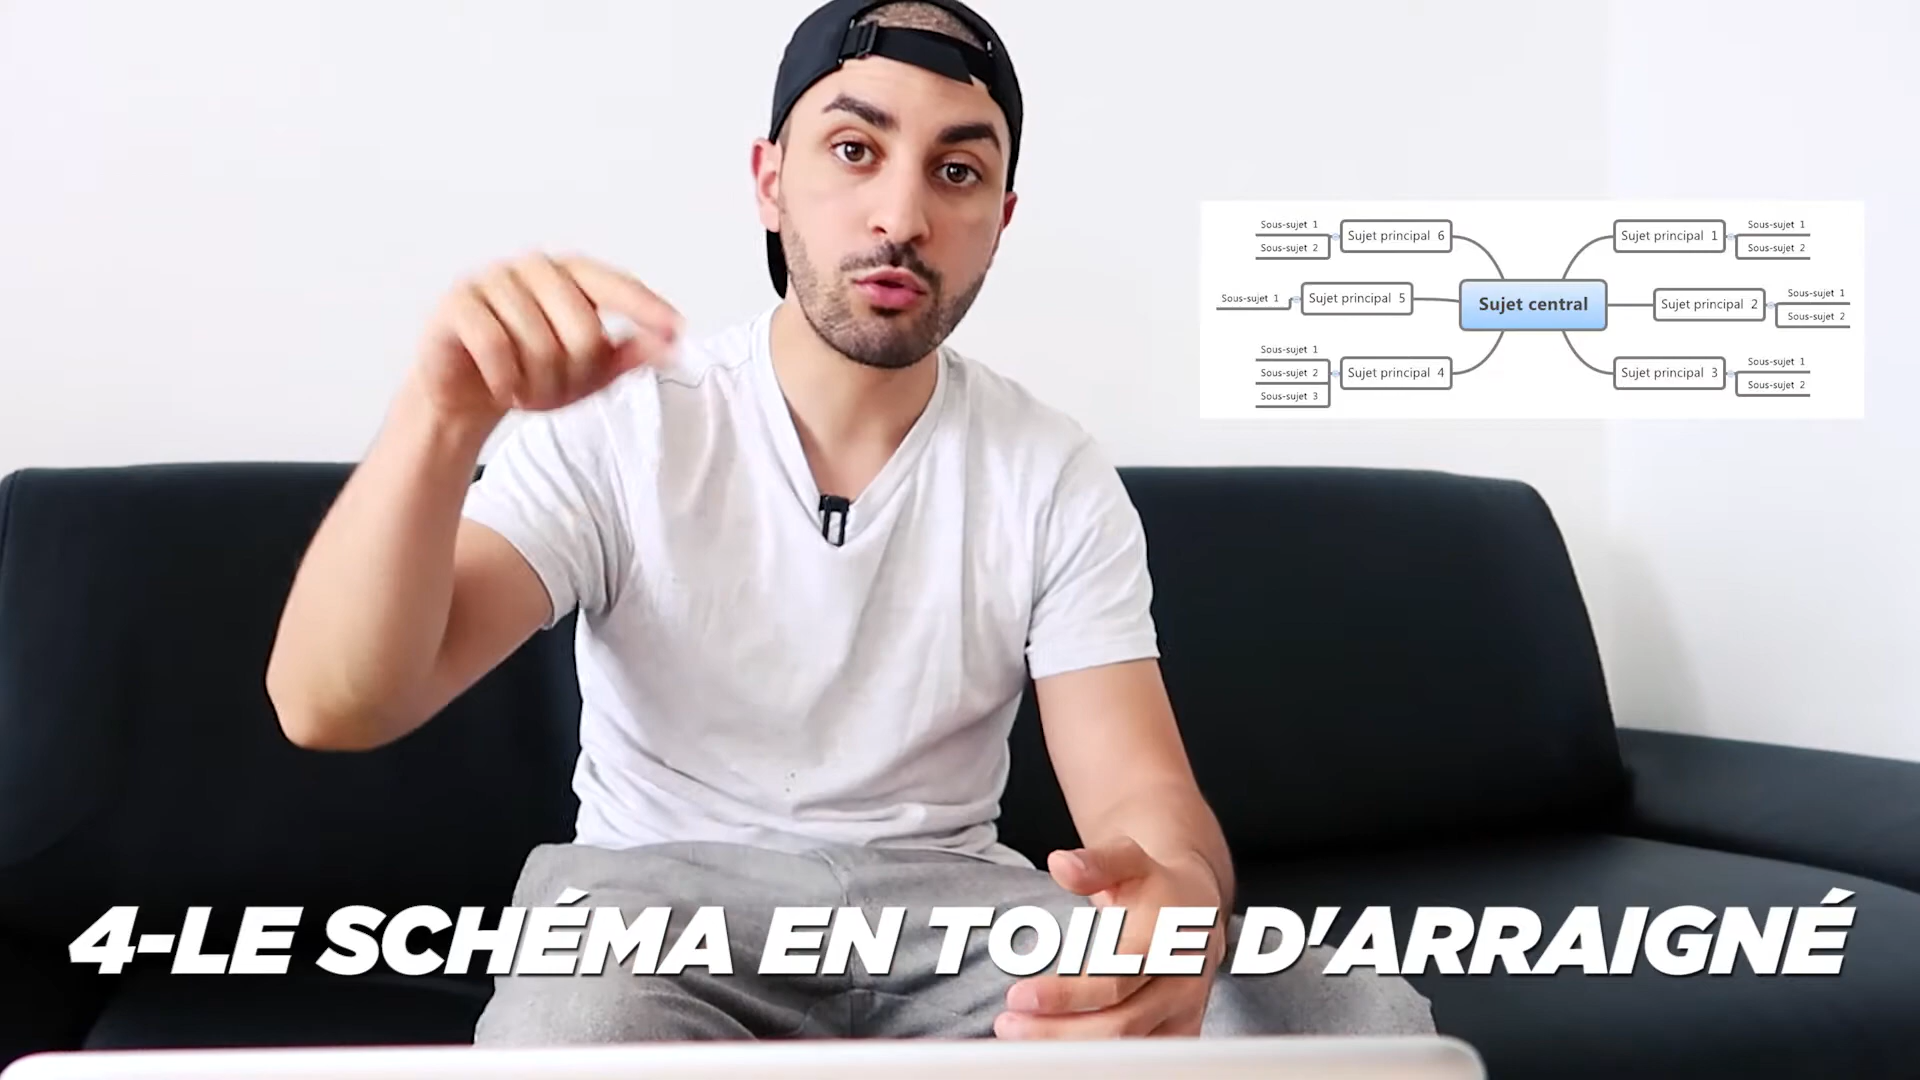 Sous-sujet 1
Sous-sujet 2
Sujet principal 6
Sous-sujet 1
Sujet principal 5
Sous-sujet 1
Sous-sujet 2
Sous-sujet 3
Sujet principal 4
Sujet central
Sujet principal 1
Sous-sujet 1
Sous-sujet 2
Sujet principal 2
Sous-sujet 1
Sous-sujet 2
Sujet principal 3
Sous-sujet 1
Sous-sujet 2
4-LE SCHÉMA EN TOILE D'ARRAIGNÉ